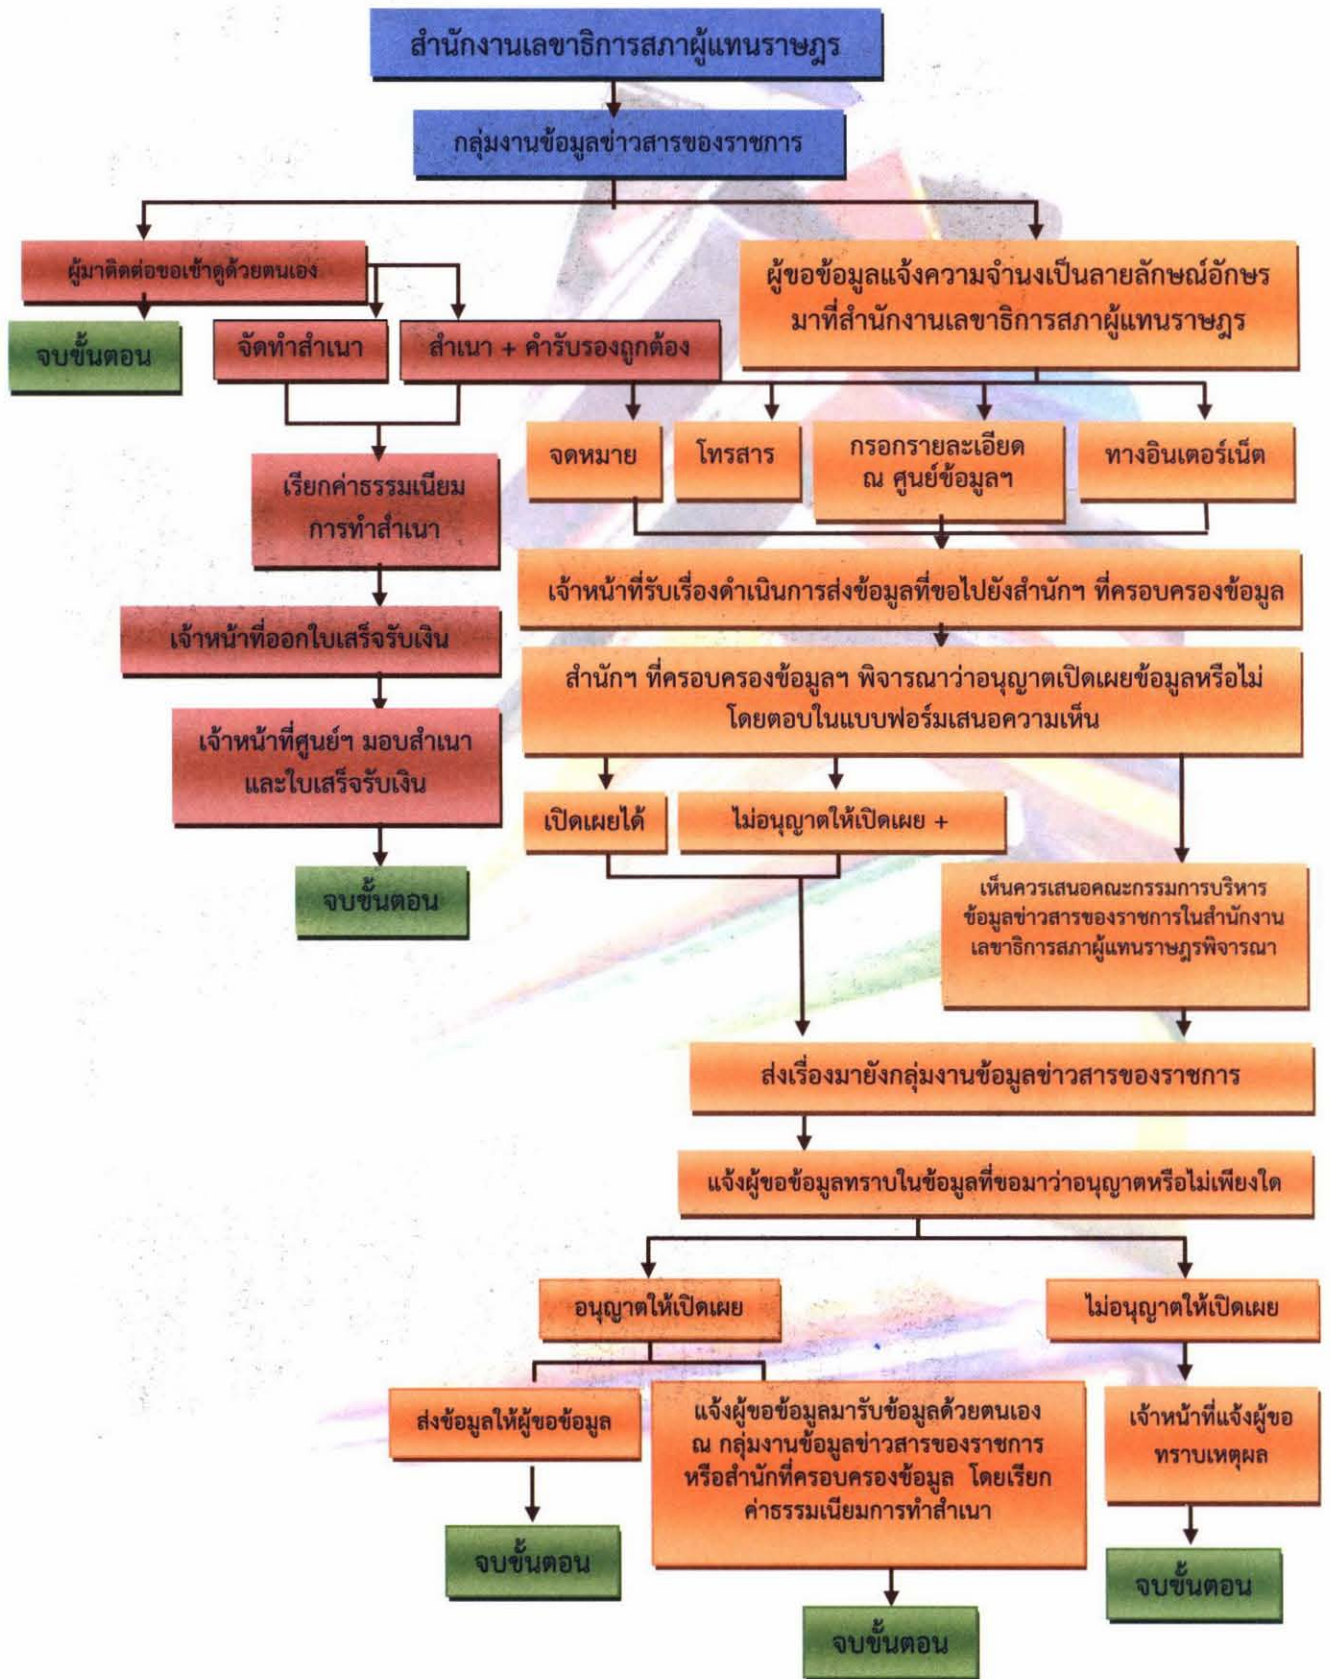 สำนักงานเลขาธิการสภาผู้แทนราษฎร
กลุ่มงานข้อมูลข่าวสารของราชการ
ผู้มาติดต่อขอเข้าดูด้วยตนเอง
จบขั้นตอน
จัดทำสำเนา
สำเนา + คำรับรองถูกต้อง
เรียกค่าธรรมเนียม
การทำสำเนา
เจ้าหน้าที่ออกใบเสร็จรับเงิน
เจ้าหน้าที่ศูนย์ฯ มอบสำเนา
และใบเสร็จรับเงิน
จบขั้นตอน
ผู้ขอข้อมูลแจ้งความจำนงเป็นลายลักษณ์อักษร
มาที่สำนักงานเลขาธิการสภาผู้แทนราษฎร
จดหมาย
โทรสาร
กรอกรายละเอียด
ณ ศูนย์ข้อมูลฯ
ทางอินเตอร์เน็ต
เจ้าหน้าที่รับเรื่องดำเนินการส่งข้อมูลที่ขอไปยังสำนักฯ ที่ครอบครองข้อมูล
สำนักฯ ที่ครอบครองข้อมูลฯ พิจารณาว่าอนุญาตเปิดเผยข้อมูลหรือไม่
โดยตอบในแบบฟอร์มเสนอความเห็น
เปิดเผยได้
ไม่อนุญาตให้เปิดเผย +
เห็นควรเสนอคณะกรรมการบริหาร
ข้อมูลข่าวสารของราชการในสำนักงาน
เลขาธิการสภาผู้แทนราษฎรพิจารณา
ส่งเรื่องมายังกลุ่มงานข้อมูลข่าวสารของราชการ
แจ้งผู้ขอข้อมูลทราบในข้อมูลที่ขอมาว่าอนุญาตหรือไม่เพียงใด
อนุญาตให้เปิดเผย
ไม่อนุญาตให้เปิดเผย
ส่งข้อมูลให้ผู้ขอข้อมูล
จบขั้นตอน
แจ้งผู้ขอข้อมูลมารับข้อมูลด้วยตนเอง
ณ กลุ่มงานข้อมูลข่าวสารของราชการ
หรือสำนักที่ครอบครองข้อมูล โดยเรียก
ค่าธรรมเนียมการทำสำเนา
จบขั้นตอน
เจ้าหน้าที่แจ้งผู้ขอ
ทราบเหตุผล
จบขั้นตอน